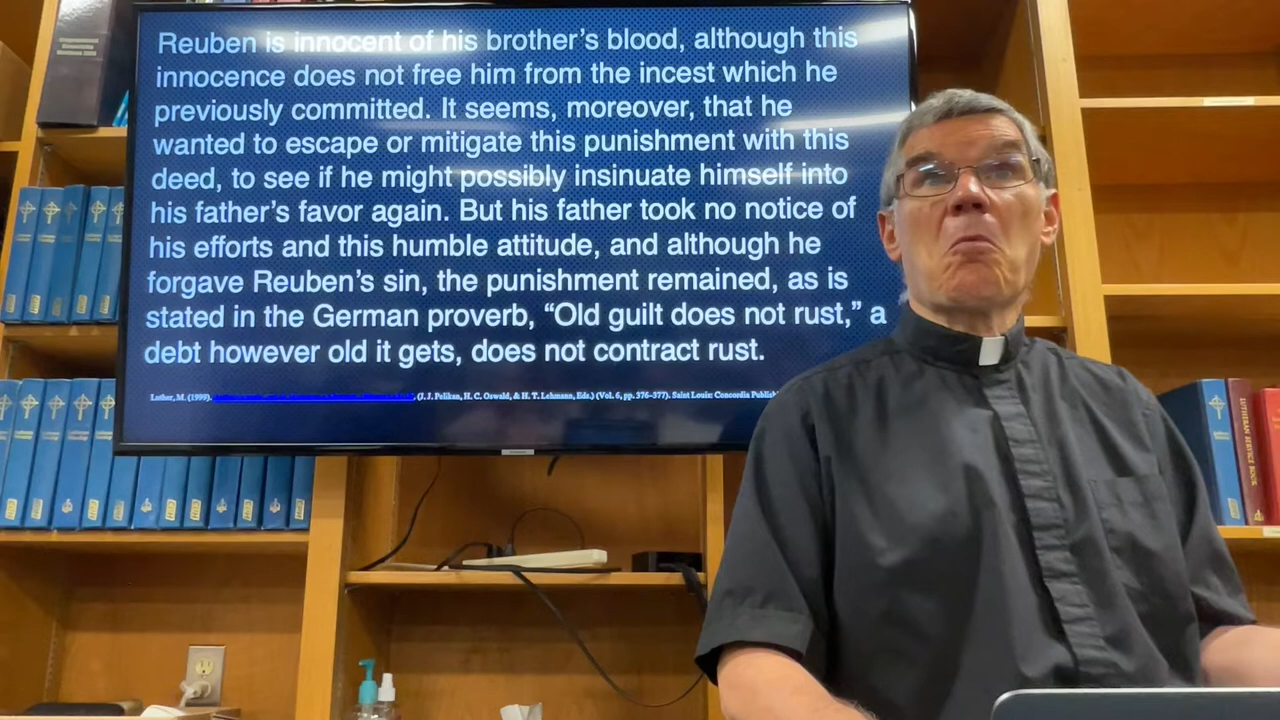 Reuben is innocent of his brother’s blood, although this
innocence does not free him from the incest which he
previously committed. It seems, moreover, that he
wanted to escape or mitigate this punishment with this
deed, to see if he might possibly insinuate himself into
his father’s favor again. But his father took no notice of
his efforts and this humble attitude, and although he
forgave Reuben’s sin, the punishment remained, as is
stated in the German proverb, “Old guilt does not rust,” a
debt however old it gets, does not contract rust.
Luther, M. (1999).
, (J. J. Pelikan, H. C. Oswald, & H. T. Lehmann, Eds.) (Vol. 6, pp. 376–377). Saint Louis: Concordia Publish
LUTHERAN SERVICE BOOK